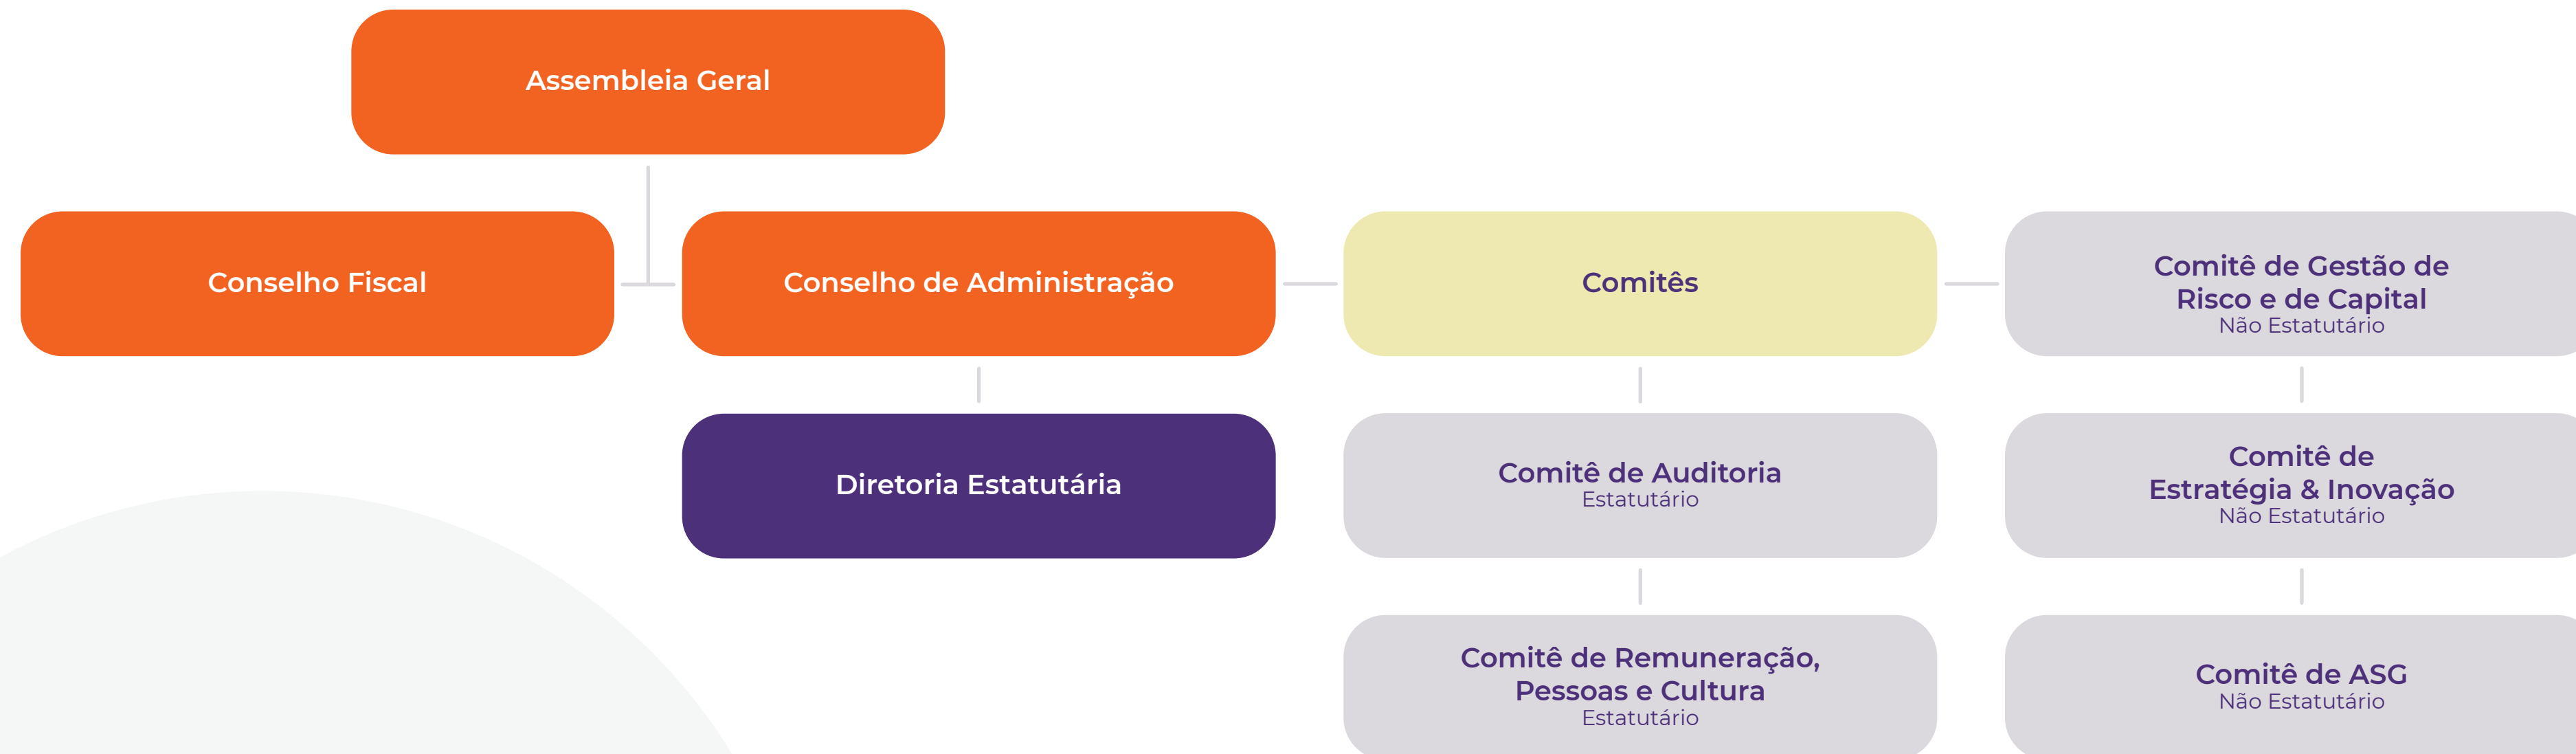 Assembleia Geral
Conselho Fiscal
Conselho de Administração
Comitês
Comitê de Gestão de
Risco e de Capital
Não Estatutário
Diretoria Estatutária
Comitê de Auditoria
Estatutário
Comitê de
Estratégia & Inovação
Não Estatutário
Comitê de Remuneração,
Pessoas e Cultura
Estatutário
Comitê de ASG
Não Estatutário